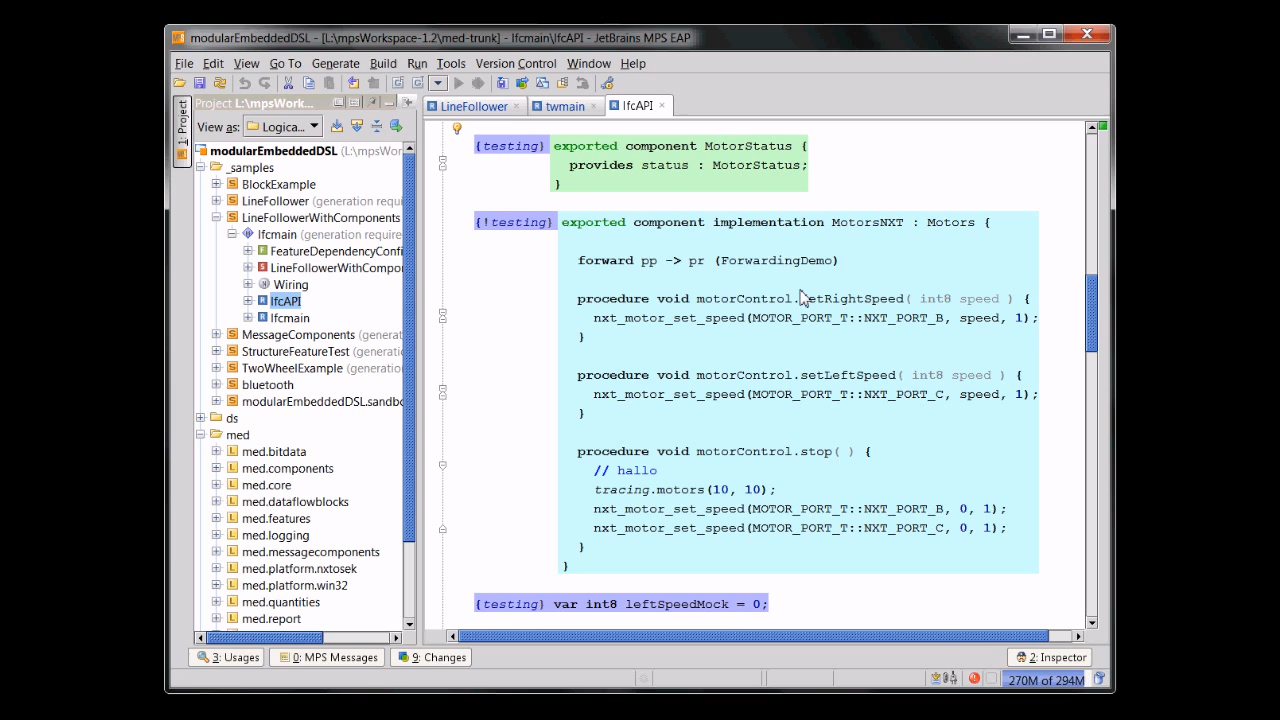 modularEmbeddedDSL - [L:\mpsWorkspace-1.2\med-trunk] - lfcmain\lfcAPI - JetBrains MPS EAP
File Edit View Go To Generate Build Run Tools Version Control Window Help
1: Project
Project L:\mpsWork...
View as: Logica...
modularEmbeddedDSL (L:\mpsWor
_samples
BlockExample
LineFollower (generation requi
LineFollowerWithComponents
lfcmain (generation require
FeatureDependencyConfi
LineFollowerWithCompo
Wiring
lfcAPI
lfcmain
MessageComponents (generat
StructureFeatureTest (generat
TwoWheelExample (generation
bluetooth
modularEmbeddedDSL.sandbo
ds
med
med.bitdata
med.components
med.core
med.dataflowblocks
med.features
med.logging
med.messagecomponents
med.platform.nxtosek
med.platform.win32
med.quantities
med.report
LineFollower twmain lfcAPI
{testing} exported component MotorStatus {
provides status : MotorStatus;
}
{!testing} exported component implementation MotorsNXT : Motors {
forward pp -> pr (ForwardingDemo)
procedure void motorControl. etRightSpeed( int8 speed ) {
nxt_motor_set_speed(MOTOR_PORT_T::NXT_PORT_B, speed, 1);
}
procedure void motorControl.setLeftSpeed( int8 speed ) {
nxt_motor_set_speed(MOTOR_PORT_T::NXT_PORT_C, speed, 1);
}
procedure void motorControl.stop( ) {
// hallo
tracing.motors(10, 10);
nxt_motor_set_speed(MOTOR_PORT_T::NXT_PORT_B, 0, 1);
nxt_motor_set_speed(MOTOR_PORT_T::NXT_PORT_C, 0, 1);
}
}
{testing} var int8 leftSpeedMock = 0;
3: Usages 0: MPS Messages 9: Changes 2: Inspector
270M of 294M